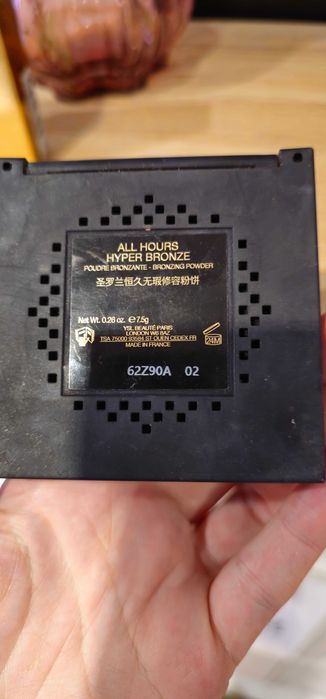 ALL HOURS
HYPER BRONZE
POUDRE BRONZANTE - BRONZING POWDER
圣罗兰恒久无瑕修容粉饼
Net Wt. 0.26 oz. ℮ 7.5g
YSL BEAUTÉ PARIS
LONDON W6 8AZ
TSA 75000 93584 ST OUEN CEDEX FR
MADE IN FRANCE
24M
62Z90A 02